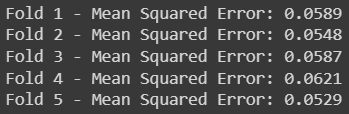 Fold 1 - Mean Squared Error: 0.0589
Fold 2 - Mean Squared Error: 0.0548
Fold 3 - Mean Squared Error: 0.0587
Fold 4 - Mean Squared Error: 0.0621
Fold 5 - Mean Squared Error: 0.0529